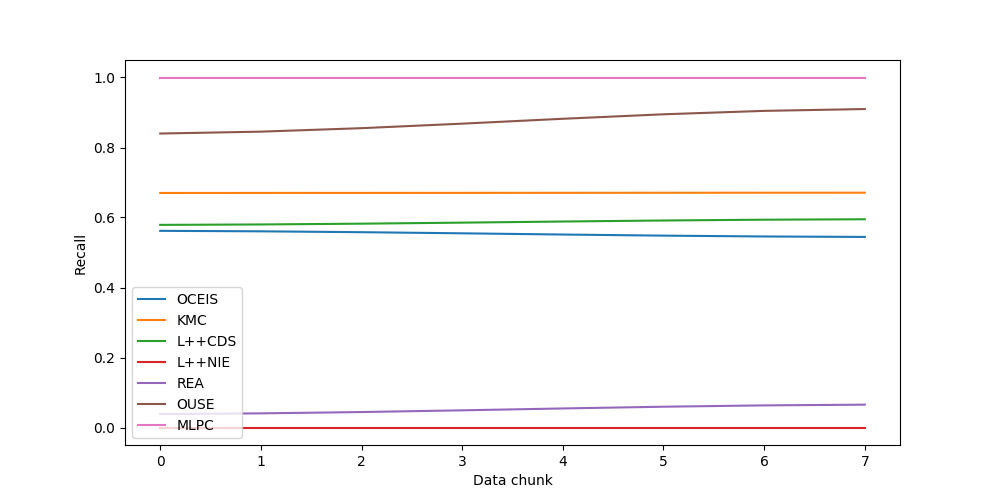 1.0
0.8
0.6
0.4
0.2
0.0
Recall
OCEIS
KMC
L++CDS
L++NIE
REA
OUSE
MLPC
0 1 2 3 4 5 6 7
Data chunk